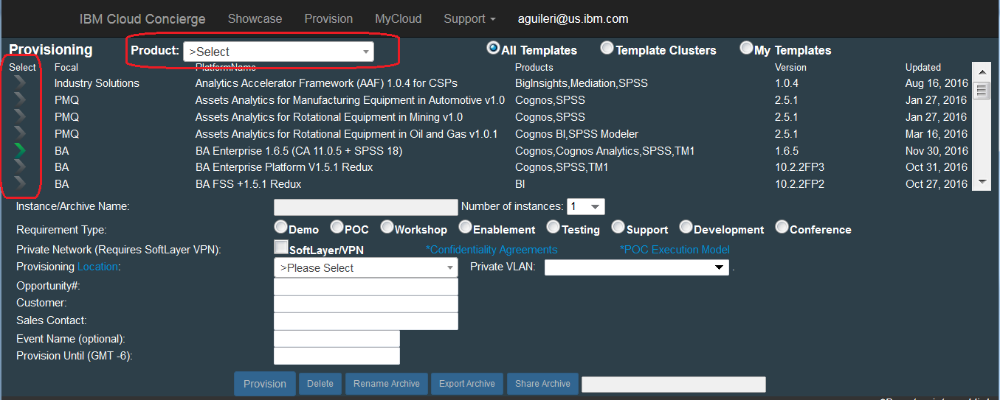 IBM Cloud Concierge Showcase Provision MyCloud Support aguileri@us.ibm.com
Provisioning Product: >Select All Templates Template Clusters My Templates
Select Focal PlatformName Products Version Updated
Industry Solutions Analytics Accelerator Framework (AAF) 1.0.4 for CSPs BigInsights,Mediation,SPSS 1.0.4 Aug 16, 2016
PMQ Assets Analytics for Manufacturing Equipment in Automotive v1.0 Cognos,SPSS 2.5.1 Jan 27, 2016
PMQ Assets Analytics for Rotational Equipment in Mining v1.0 Cognos,SPSS 2.5.1 Jan 27, 2016
PMQ Assets Analytics for Rotational Equipment in Oil and Gas v1.0.1 Cognos BI,SPSS Modeler 2.5.1 Mar 16, 2016
BA BA Enterprise 1.6.5 (CA 11.0.5 + SPSS 18) Cognos,Cognos Analytics,SPSS,TM1 1.6.5 Nov 30, 2016
BA BA Enterprise Platform V1.5.1 Redux Cognos,SPSS,TM1 10.2.2FP3 Oct 31, 2016
BA BA FSS +1.5.1 Redux BI 10.2.2FP2 Oct 27, 2016
Instance/Archive Name: Number of instances: 1
Requirement Type: Demo POC Workshop Enablement Testing Support Development Conference
Private Network (Requires SoftLayer VPN): SoftLayer/VPN *Confidentiality Agreements *POC Execution Model
Provisioning Location: >Please Select Private VLAN: .
Opportunity#:
Customer:
Sales Contact:
Event Name (optional):
Provision Until (GMT -6):
Provision Delete Rename Archive Export Archive Share Archive